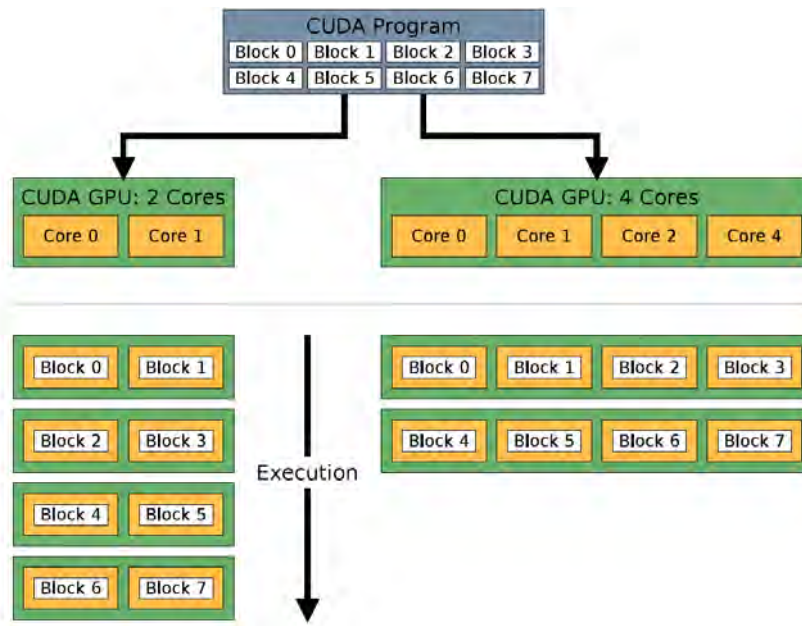 CUDA Program
Block 0 Block 1 Block 2 Block 3
Block 4 Block 5 Block 6 Block 7
CUDA GPU: 2 Cores
Core 0 Core 1
CUDA GPU: 4 Cores
Core 0 Core 1 Core 2 Core 4
Block 0 Block 1
Block 2 Block 3
Block 4 Block 5
Block 6 Block 7
Execution
Block 0 Block 1 Block 2 Block 3
Block 4 Block 5 Block 6 Block 7